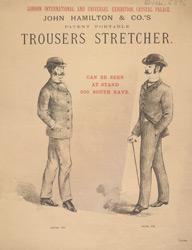 LONDON INTERNATIONAL AND UNIVERSAL EXHIBITION, CRYSTAL PALACE.
JOHN HAMILTON & CO.'S
PATENT PORTABLE
TROUSERS STRETCHER.
CAN BE SEEN
AT STAND
SOUTH NAVE.